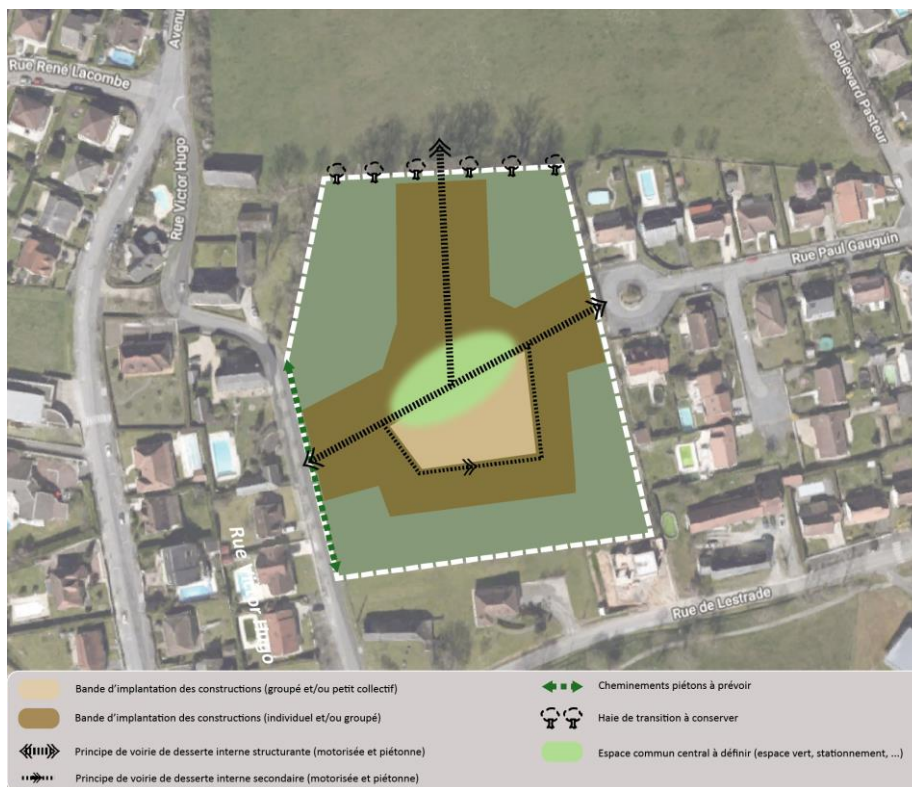 Avenu
Rue René Lacombe
Boulevard Pasteur
Rue Victor Hugo
Rue Paul Gauguin
Rue Victor Hugo
Rue de Lestrade
Bande d'implantation des constructions (groupé et/ou petit collectif)
Bande d'implantation des constructions (individuel et/ou groupé)
Principe de voirie de desserte interne structurante (motorisée et piétonne)
Principe de voirie de desserte interne secondaire (motorisée et piétonne)
Cheminements piétons à prévoir
Haie de transition à conserver
Espace commun central à définir (espace vert, stationnement, ...)